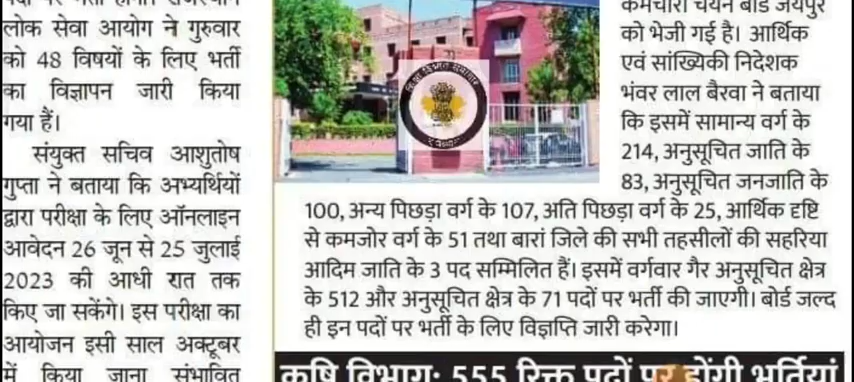 लोक सेवा आयोग ने गुरुवार
को 48 विषयों के लिए भर्ती
का विज्ञापन जारी किया
गया हैं।
संयुक्त सचिव आशुतोष
गुप्ता ने बताया कि अभ्यर्थियों
द्वारा परीक्षा के लिए ऑनलाइन
आवेदन 26 जून से 25 जुलाई
2023 की आधी रात तक
किए जा सकेंगे। इस परीक्षा का
आयोजन इसी साल अक्टूबर
में किया जाना संभावित
कर्मचारी चयन बोर्ड जयपुर
को भेजी गई है। आर्थिक
एवं सांख्यिकी निदेशक
भंवर लाल बैरवा ने बताया
कि इसमें सामान्य वर्ग के
214, अनुसूचित जाति के
83, अनुसूचित जनजाति के
100, अन्य पिछड़ा वर्ग के 107, अति पिछड़ा वर्ग के 25, आर्थिक दृष्टि
से कमजोर वर्ग के 51 तथा बारां जिले की सभी तहसीलों की सहरिया
आदिम जाति के 3 पद सम्मिलित हैं। इसमें वर्गवार गैर अनुसूचित क्षेत्र
के 512 और अनुसूचित क्षेत्र के 71 पदों पर भर्ती की जाएगी। बोर्ड जल्द
ही इन पदों पर भर्ती के लिए विज्ञप्ति जारी करेगा।
कृषि विभाग: 555 रिक्त पदों पर होंगी भर्तियां